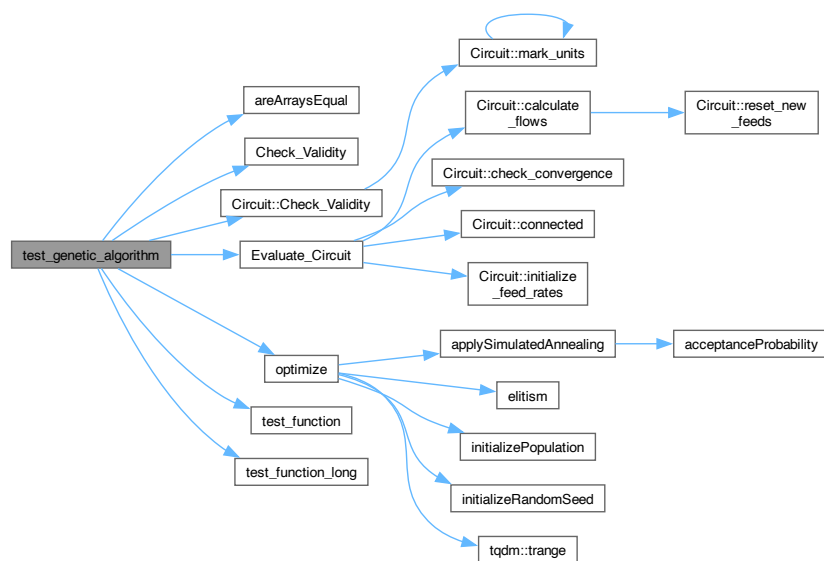 test_genetic_algorithm
areArraysEqual
Check_Validity
Circuit::Check_Validity
Evaluate_Circuit
optimize
test_function
test_function_long
Circuit::mark_units
Circuit::calculate
_flows
Circuit::check_convergence
Circuit::connected
Circuit::initialize
_feed_rates
applySimulatedAnnealing
elitism
initializePopulation
initializeRandomSeed
tqdm::trange
Circuit::reset_new
_feeds
acceptanceProbability